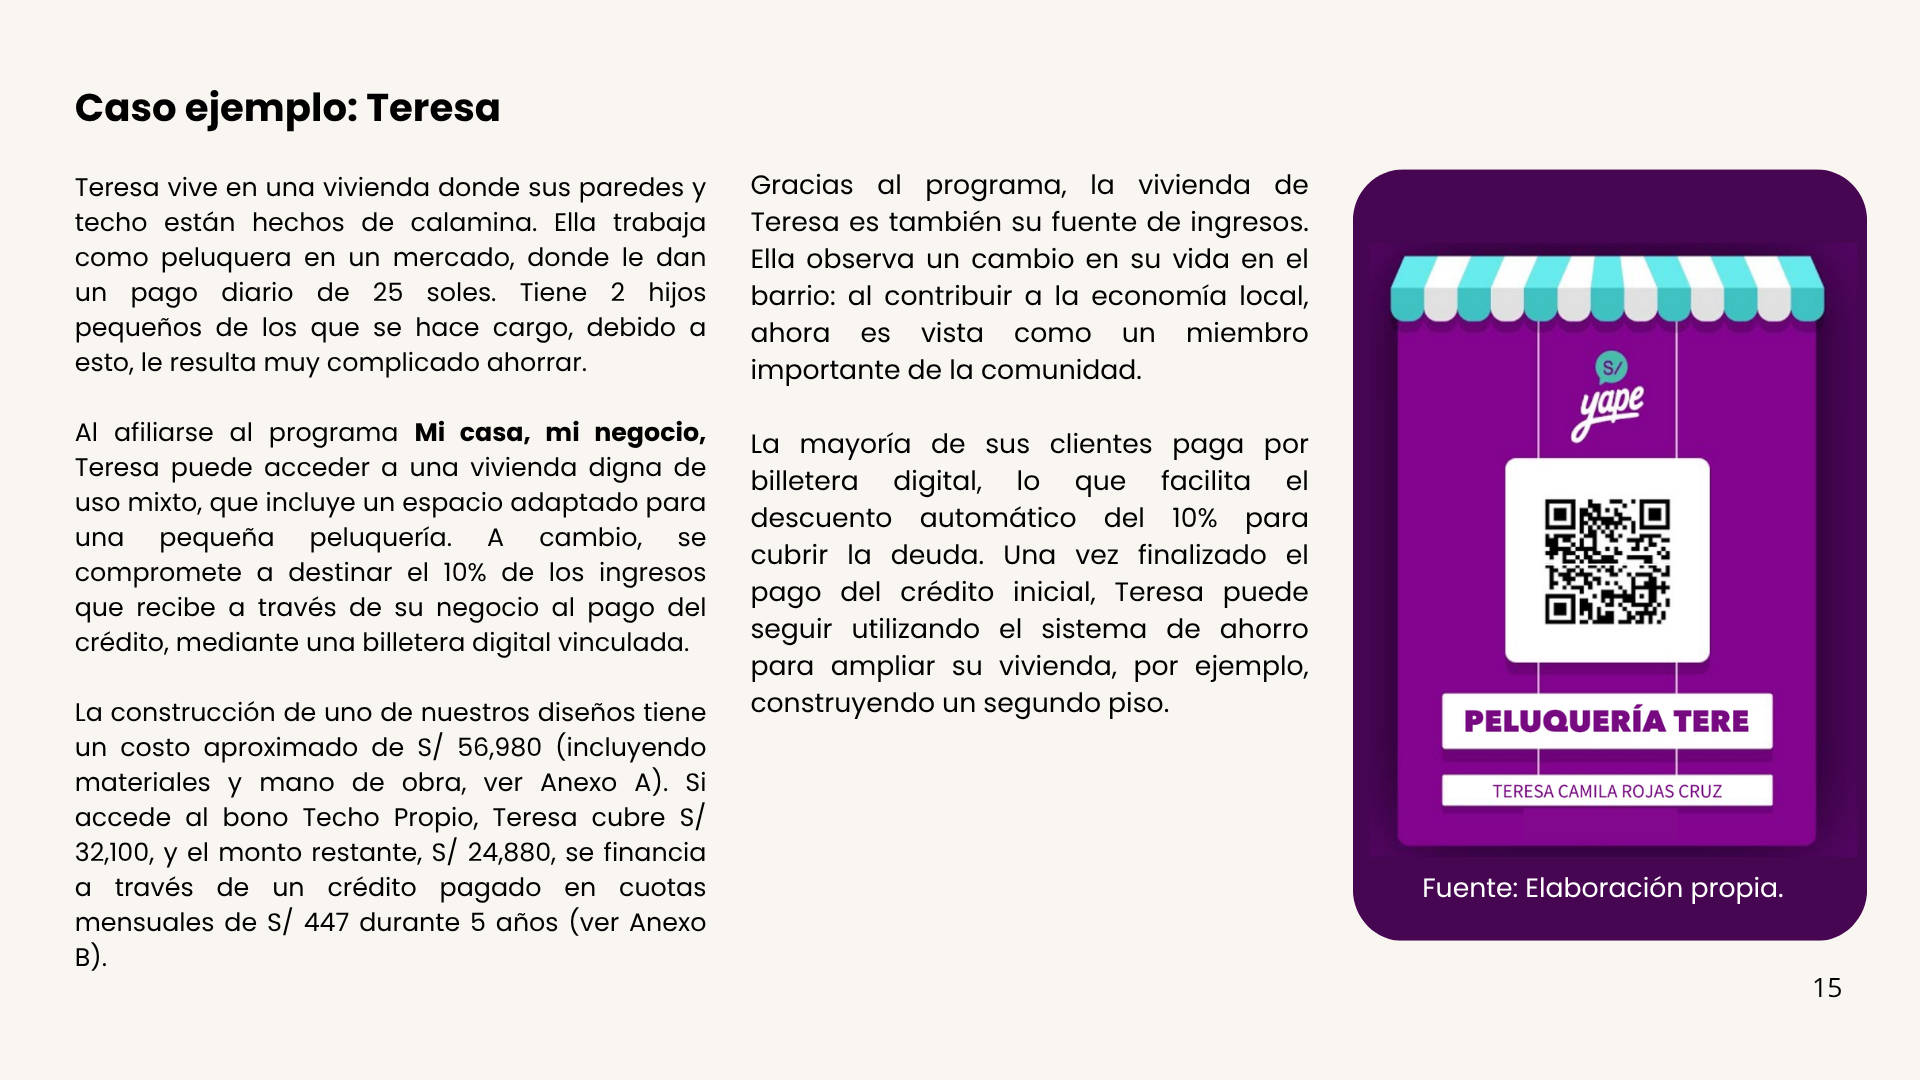 Caso ejemplo: Teresa
Teresa vive en una vivienda donde sus paredes y
techo están hechos de calamina. Ella trabaja
como peluquera en un mercado, donde le dan
un pago diario de 25 soles. Tiene 2 hijos
pequeños de los que se hace cargo, debido a
esto, le resulta muy complicado ahorrar.
Al afiliarse al programa Mi casa, mi negocio,
Teresa puede acceder a una vivienda digna de
uso mixto, que incluye un espacio adaptado para
una pequeña peluquería. A cambio, se
compromete a destinar el 10% de los ingresos
que recibe a través de su negocio al pago del
crédito, mediante una billetera digital vinculada.
La construcción de uno de nuestros diseños tiene
un costo aproximado de S/ 56,980 (incluyendo
materiales y mano de obra, ver Anexo A). Si
accede al bono Techo Propio, Teresa cubre S/
32,100, y el monto restante, S/ 24,880, se financia
a través de un crédito pagado en cuotas
mensuales de S/ 447 durante 5 años (ver Anexo
B).
Gracias al programa, la vivienda de
Teresa es también su fuente de ingresos.
Ella observa un cambio en su vida en el
barrio: al contribuir a la economía local,
ahora es vista como un miembro
importante de la comunidad.
La mayoría de sus clientes paga por
billetera digital, lo que facilita el
descuento automático del 10% para
cubrir la deuda. Una vez finalizado el
pago del crédito inicial, Teresa puede
seguir utilizando el sistema de ahorro
para ampliar su vivienda, por ejemplo,
construyendo un segundo piso.
S/
yape
PELUQUERÍA TERE
TERESA CAMILA ROJAS CRUZ
Fuente: Elaboración propia.
15